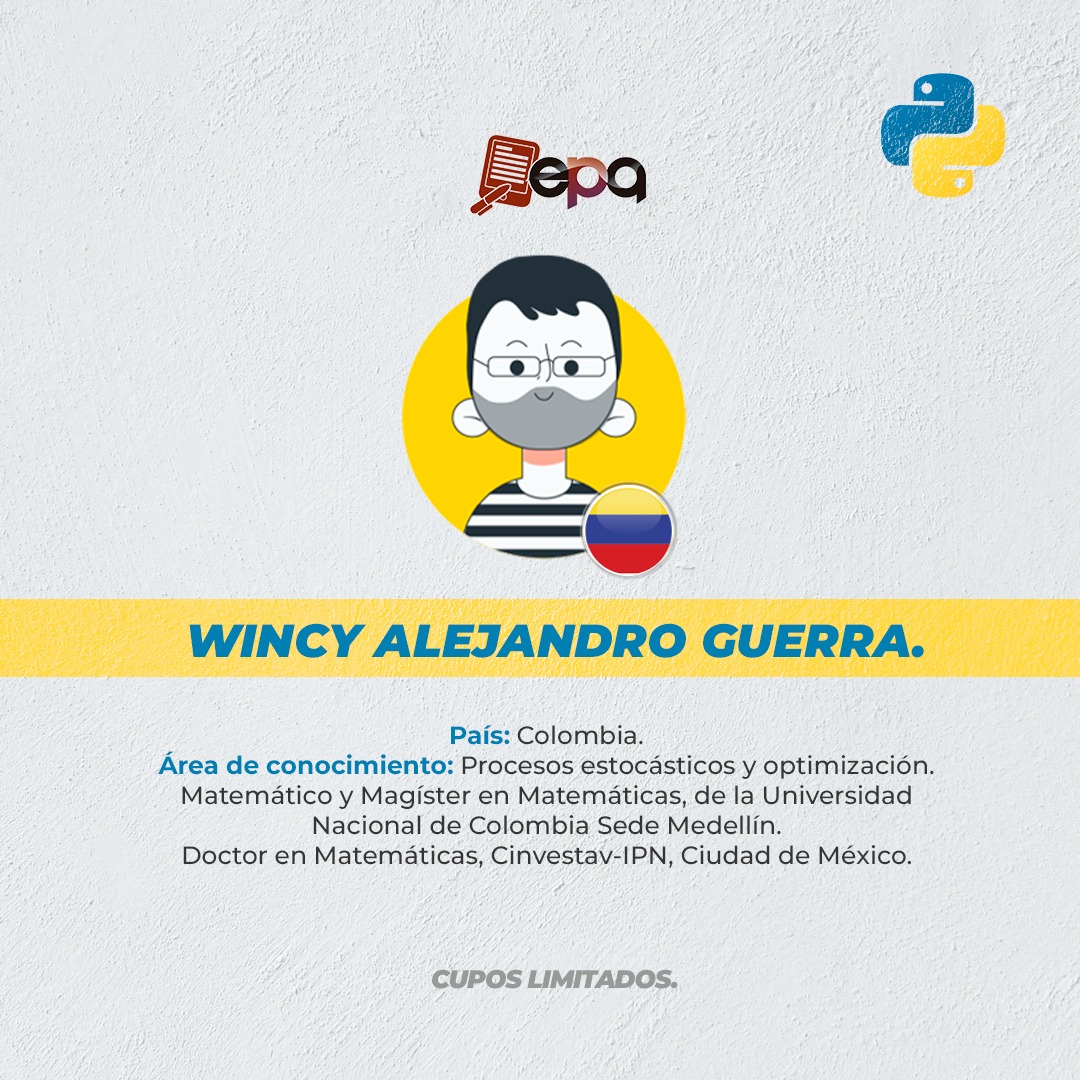 epq
WINCY ALEJANDRO GUERRA.
País: Colombia.
Área de conocimiento: Procesos estocásticos y optimización.
Matemático y Magíster en Matemáticas, de la Universidad
Nacional de Colombia Sede Medellín.
Doctor en Matemáticas, Cinvestav-IPN, Ciudad de México.
CUPOS LIMITADOS.